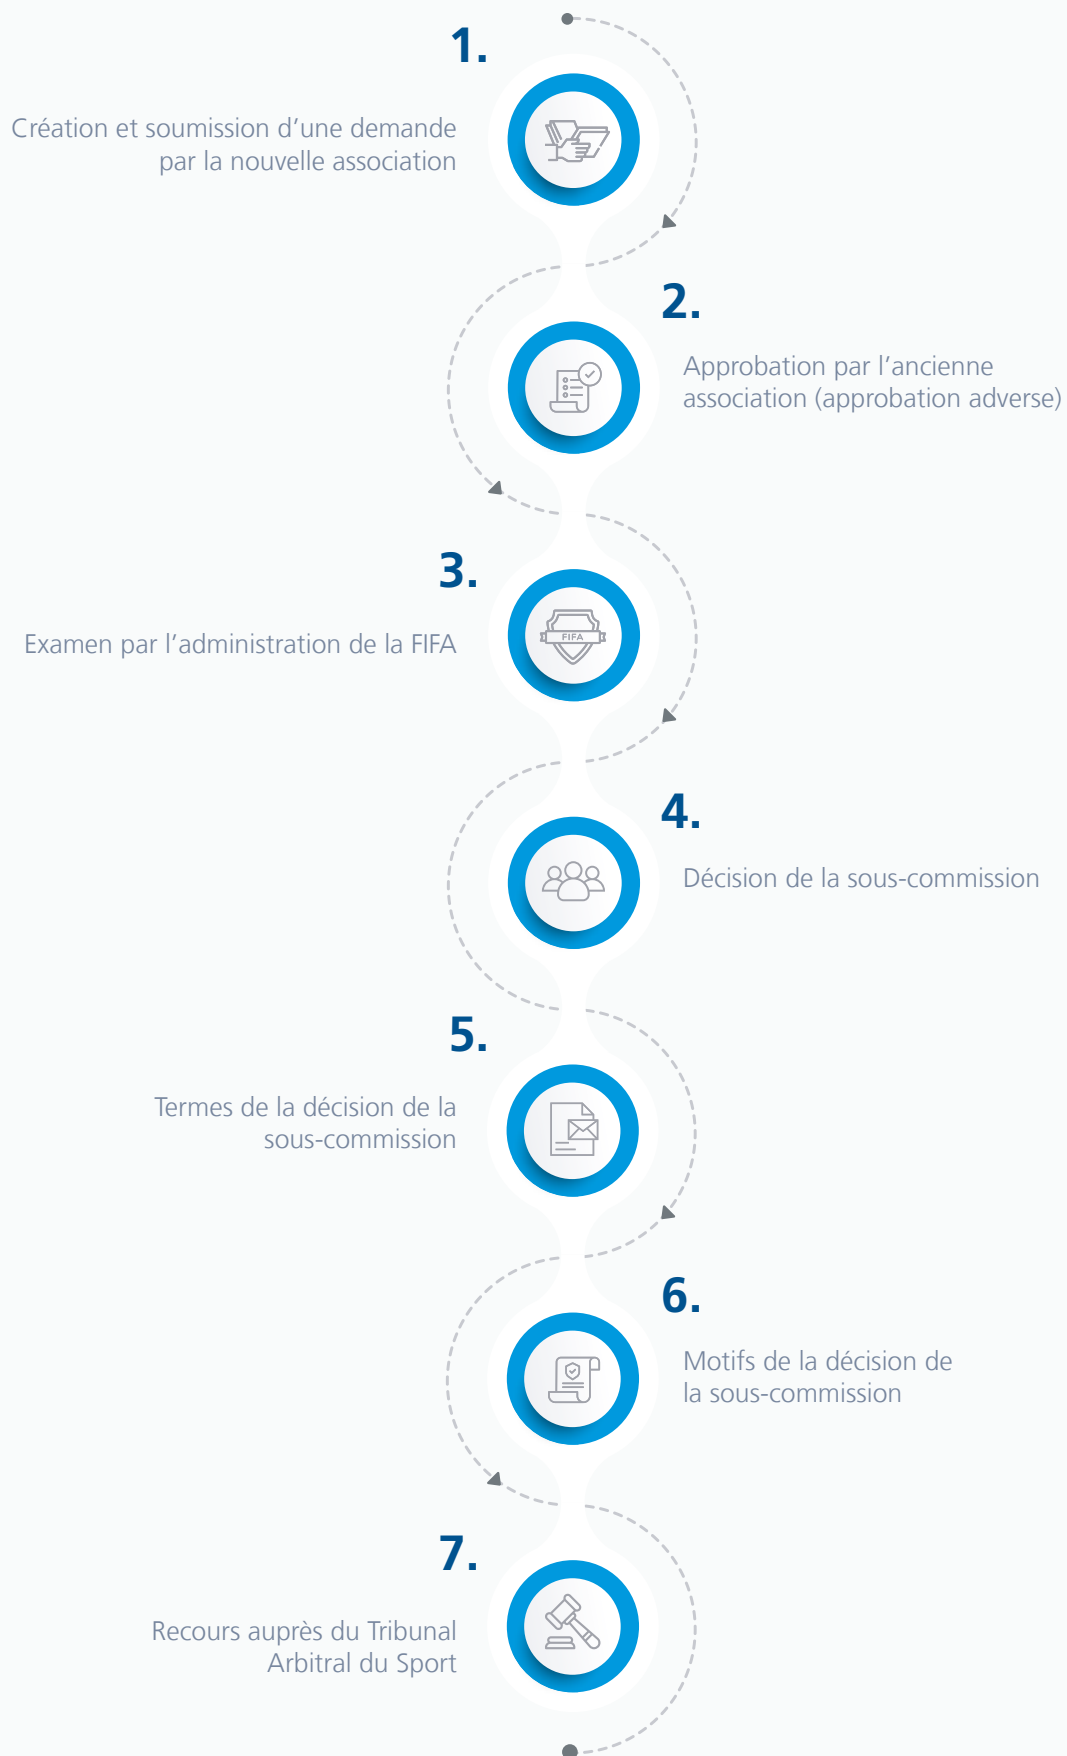 1.
Création et soumission d’une demande
par la nouvelle association
2.
Approbation par l’ancienne
association (approbation adverse)
3.
Examen par l’administration de la FIFA
FIFA
4.
Décision de la sous-commission
5.
Termes de la décision de la
sous-commission
6.
Motifs de la décision de
la sous-commission
7.
Recours auprès du Tribunal
Arbitral du Sport